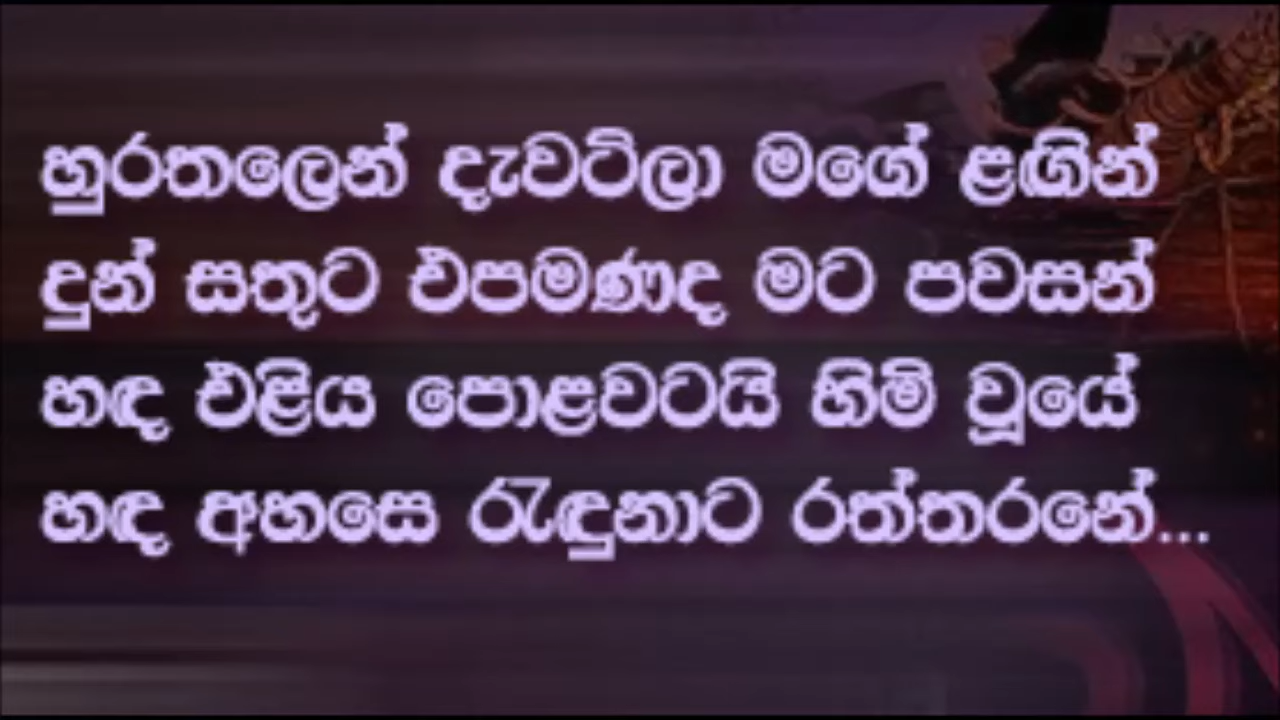 හුරතලෙන් දැවටිලා මගේ ළඟින්
දුන් සතුට එපමණද මට පවසන්
හඳ එළිය පොළවටයි හිමි වූයේ
හඳ අහසෙ රැඳුනාට රත්තරනේ...